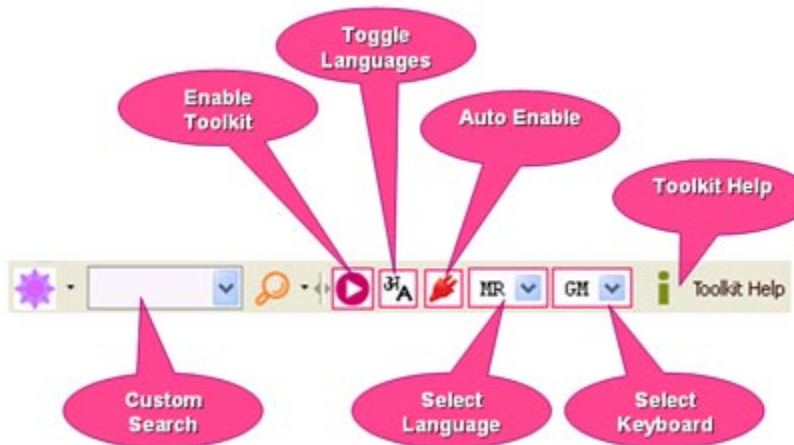 Toggle
Languages
Enable
Toolkit
Auto Enable
Toolkit Help
अ
A
MR
GM
Toolkit Help
Custom
Search
Select
Language
Select
Keyboard